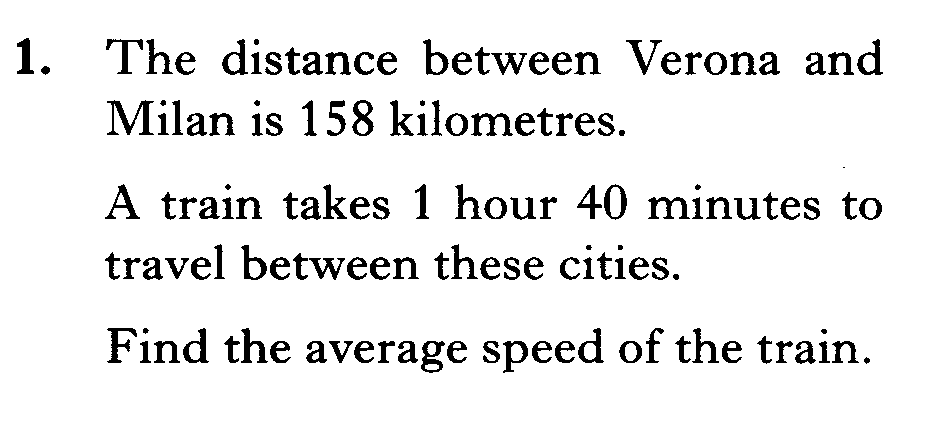 1. The distance between Verona and
Milan is 158 kilometres.
A train takes 1 hour 40 minutes to
travel between these cities.
Find the average speed of the train.